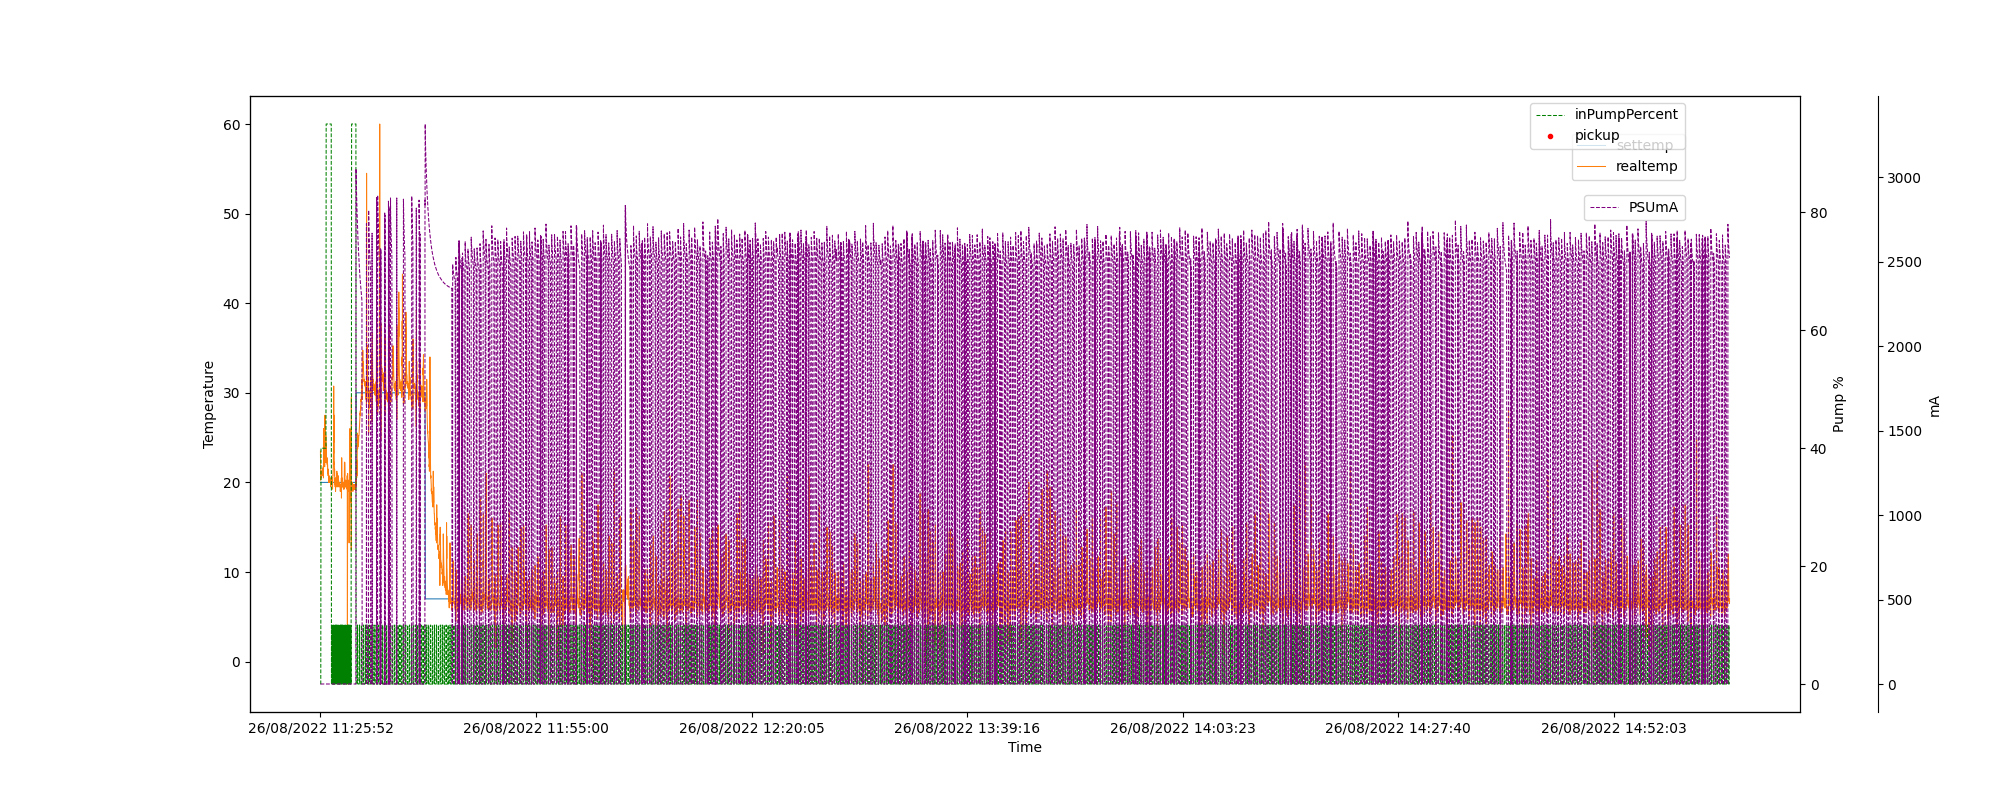 inPumpPercent
pickup
settemp
realtemp
PSUmA
60
50
40
30
20
10
0
Temperature
80
60
40
20
0
Pump %
3000
2500
2000
1500
1000
500
0
mA
26/08/2022 11:25:52
26/08/2022 11:55:00
26/08/2022 12:20:05
26/08/2022 13:39:16
26/08/2022 14:03:23
26/08/2022 14:27:40
26/08/2022 14:52:03
Time